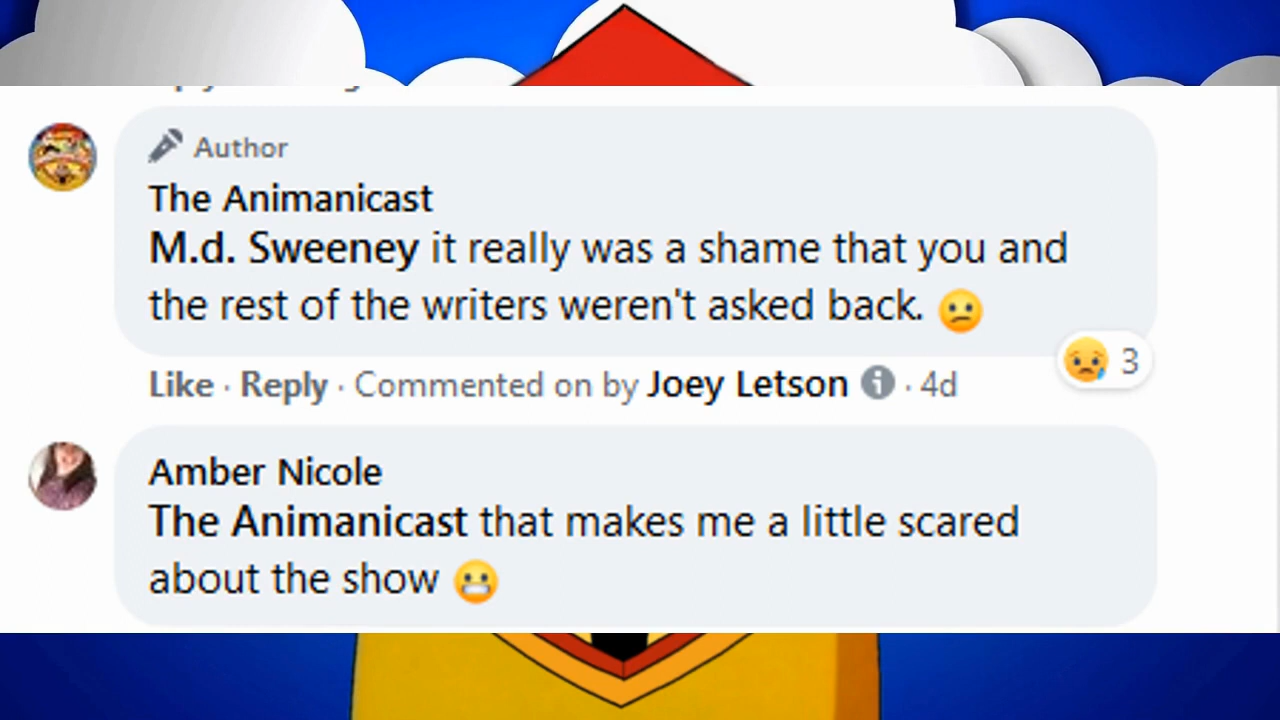 Author
The Animanicast
M.d. Sweeney it really was a shame that you and
the rest of the writers weren't asked back. 😕
3
Like · Reply · Commented on by Joey Letson · 4d
Amber Nicole
The Animanicast that makes me a little scared
about the show 😬